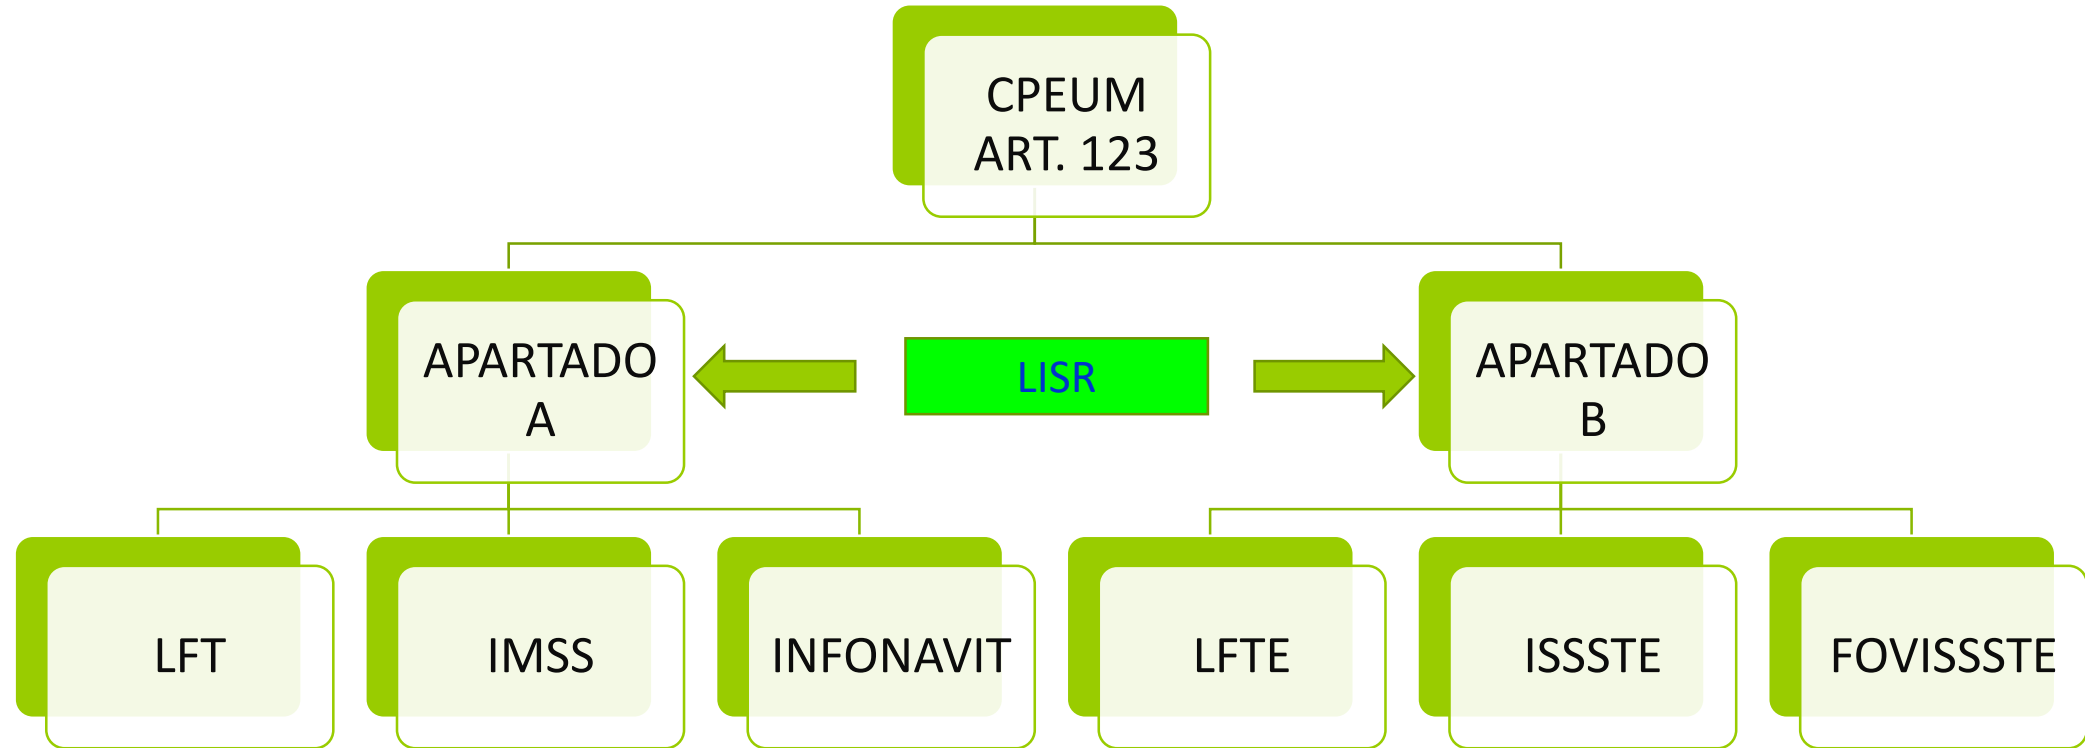 CPEUM
ART. 123
APARTADO
A
LISR
APARTADO
B
LFT
IMSS
INFONAVIT
LFTE
ISSSTE
FOVISSSTE